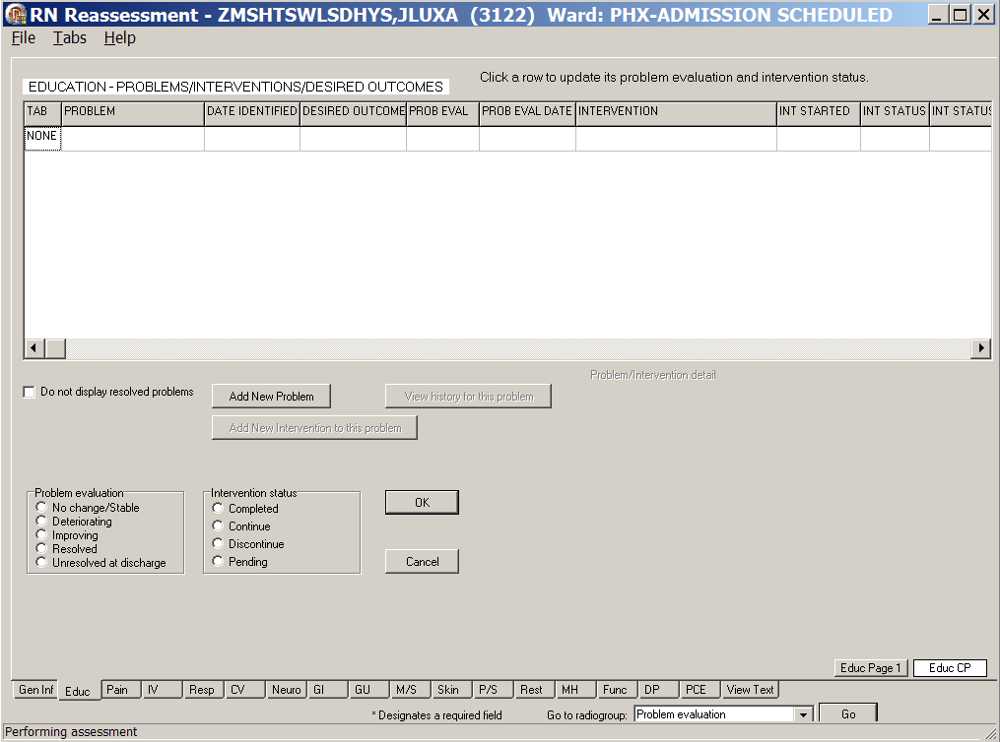 RN Reassessment - ZMSHTSWLSDHYS,JLUXA (3122) Ward: PHX-ADMISSION SCHEDULED
File Tabs Help
Click a row to update its problem evaluation and intervention status.
EDUCATION - PROBLEMS/INTERVENTIONS/DESIRED OUTCOMES
TAB PROBLEM DATE IDENTIFIED DESIRED OUTCOME PROB EVAL PROB EVAL DATE INTERVENTION INT STARTED INT STATUS INT STATUS
NONE
Problem/Intervention detail
Do not display resolved problems Add New Problem View history for this problem
Add New Intervention to this problem
Problem evaluation
No change/Stable
Deteriorating
Improving
Resolved
Unresolved at discharge
Intervention status
Completed
Continue
Discontinue
Pending
OK
Cancel
Educ Page 1 Educ CP
Gen Inf Educ Pain IV Resp CV Neuro GI GU M/S Skin P/S Rest MH Func DP PCE View Text
* Designates a required field Go to radiogroup: Problem evaluation Go
Performing assessment